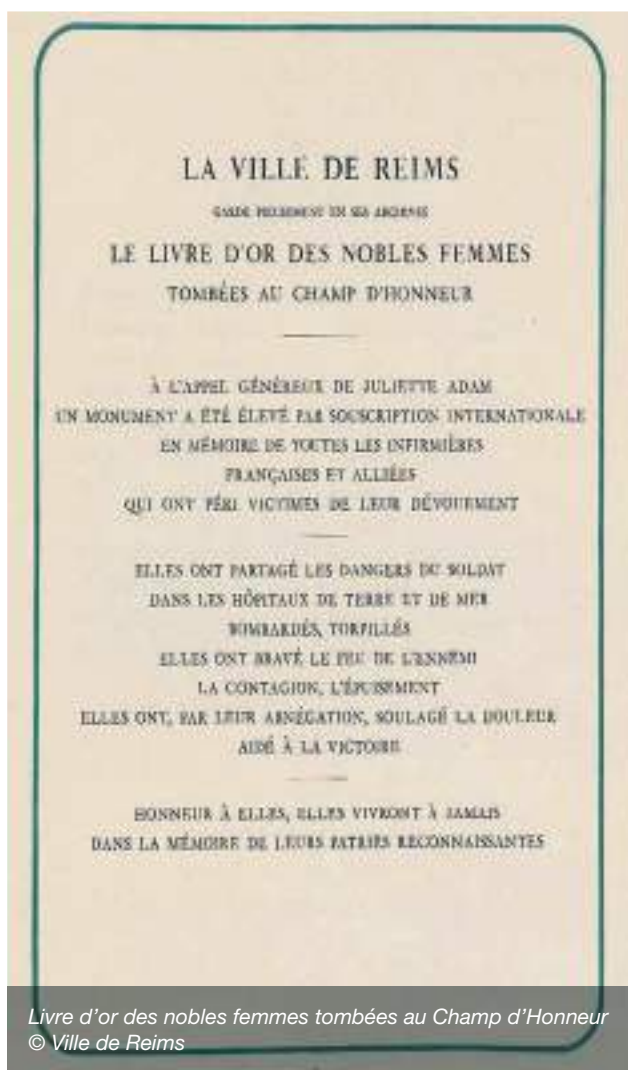 LA VILLE DE REIMS
GARDE PIEUSEMENT EN SES ARCHIVES
LE LIVRE D'OR DES NOBLES FEMMES
TOMBÉES AU CHAMP D'HONNEUR
À L'APPEL GÉNÉREUX DE JULIETTE ADAM
UN MONUMENT A ÉTÉ ÉLEVÉ PAR SOUSCRIPTION INTERNATIONALE
EN MÉMOIRE DE TOUTES LES INFIRMIÈRES
FRANÇAISES ET ALLIÉES
QUI ONT PÉRI VICTIMES DE LEUR DÉVOUEMENT
ELLES ONT PARTAGÉ LES DANGERS DU SOLDAT
DANS LES HÔPITAUX DE TERRE ET DE MER
BOMBARDÉS, TORPILLÉS
ELLES ONT BRAVÉ LE FEU DE L'ENNEMI
LA CONTAGION, L'ÉPUISEMENT
ELLES ONT, PAR LEUR ABNÉGATION, SOULAGÉ LA DOULEUR
AIDÉ À LA VICTOIRE
HONNEUR À ELLES, ELLES VIVRONT À JAMAIS
DANS LA MÉMOIRE DE LEURS PATRIES RECONNAISSANTES
Livre d'or des nobles femmes tombées au Champ d'Honneur
© Ville de Reims